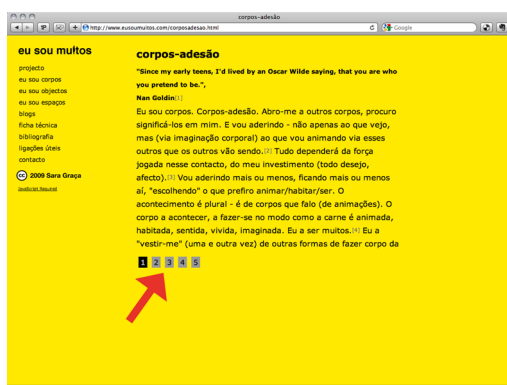 corpos-adesão
http://www.eusoumuitos.com/corposadesao.html
Google
eu sou muitos
projecto
eu sou corpos
eu sou objectos
eu sou espaços
blogs
ficha técnica
bibliografia
ligações úteis
contacto
cc 2009 Sara Graça
JavaScript Required
corpos-adesão
"Since my early teens, I'd lived by an Oscar Wilde saying, that you are who
you pretend to be.",
Nan Goldin[1]
Eu sou corpos. Corpos-adesão. Abro-me a outros corpos, procuro
significá-los em mim. E vou aderindo - não apenas ao que vejo,
mas (via imaginação corporal) ao que vou animando via esses
outros que os outros vão sendo.[2] Tudo dependerá da força
jogada nesse contacto, do meu investimento (todo desejo,
afecto).[3] Vou aderindo mais ou menos, ficando mais ou menos
aí, "escolhendo" o que prefiro animar/habitar/ser. O
acontecimento é plural - é de corpos que falo (de animações). O
corpo a acontecer, a fazer-se no modo como a carne é animada,
habitada, sentida, vivida, imaginada. Eu a ser muitos.[4] Eu a
"vestir-me" (uma e outra vez) de outras formas de fazer corpo da
1 2 3 4 5